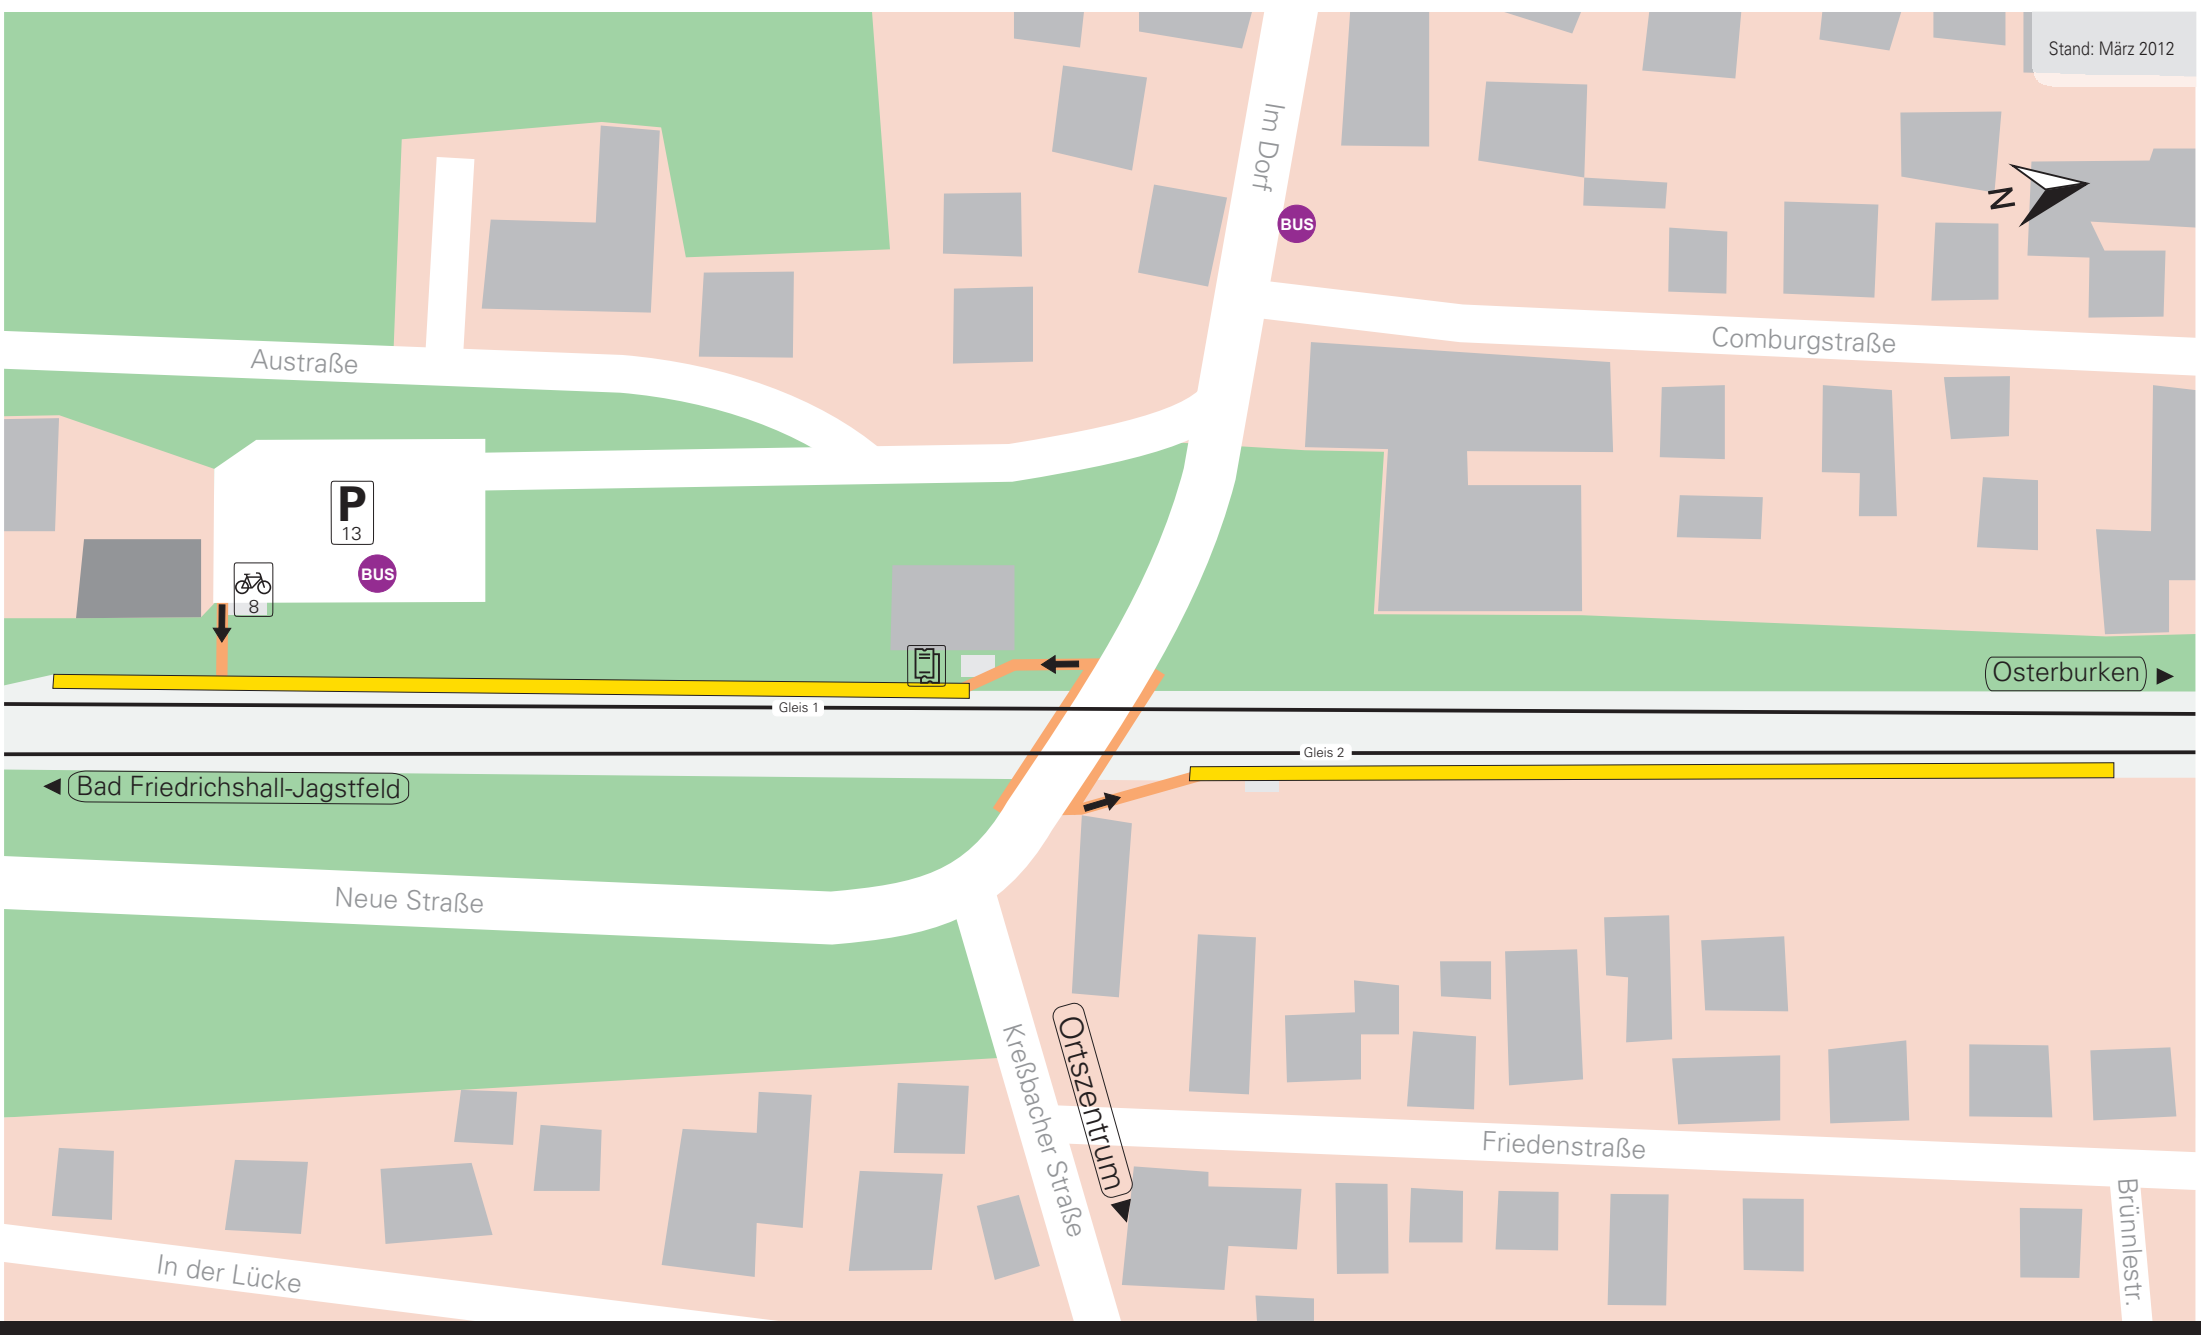 Stand: März 2012
Im Dorf
N
BUS
Comburgstraße
Austraße
P
13
BUS
8
Osterburken
Gleis 1
Gleis 2
Bad Friedrichshall-Jagstfeld
Neue Straße
Kreßbacher Straße
Ortszentrum
Friedenstraße
Brünnlestr.
In der Lücke